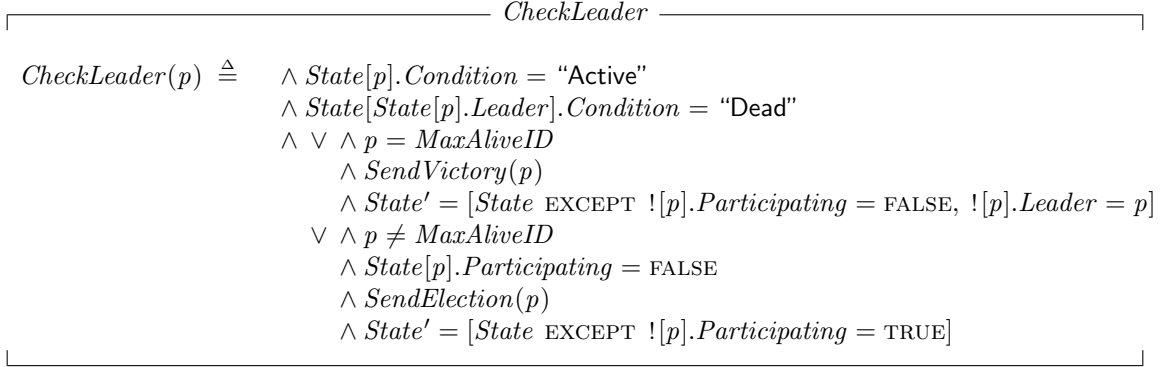 CheckLeader
CheckLeader(p) ≜ ∧ State[p].Condition = “Active”
∧ State[State[p].Leader].Condition = “Dead”
∧ ∨ ∧ p = MaxAliveID
∧ SendVictory(p)
∧ State′ = [State EXCEPT ![p].Participating = FALSE, ![p].Leader = p]
∨ ∧ p ≠ MaxAliveID
∧ State[p].Participating = FALSE
∧ SendElection(p)
∧ State′ = [State EXCEPT ![p].Participating = TRUE]